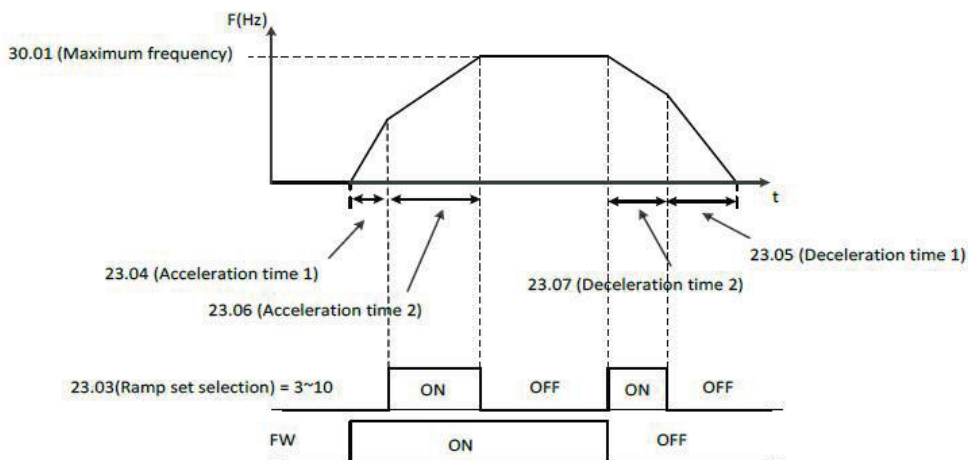 F(Hz)
30.01 (Maximum frequency)
t
23.04 (Acceleration time 1)
23.05 (Deceleration time 1)
23.07 (Deceleration time 2)
23.06 (Acceleration time 2)
23.03(Ramp set selection) = 3~10
ON OFF ON OFF
FW ON OFF